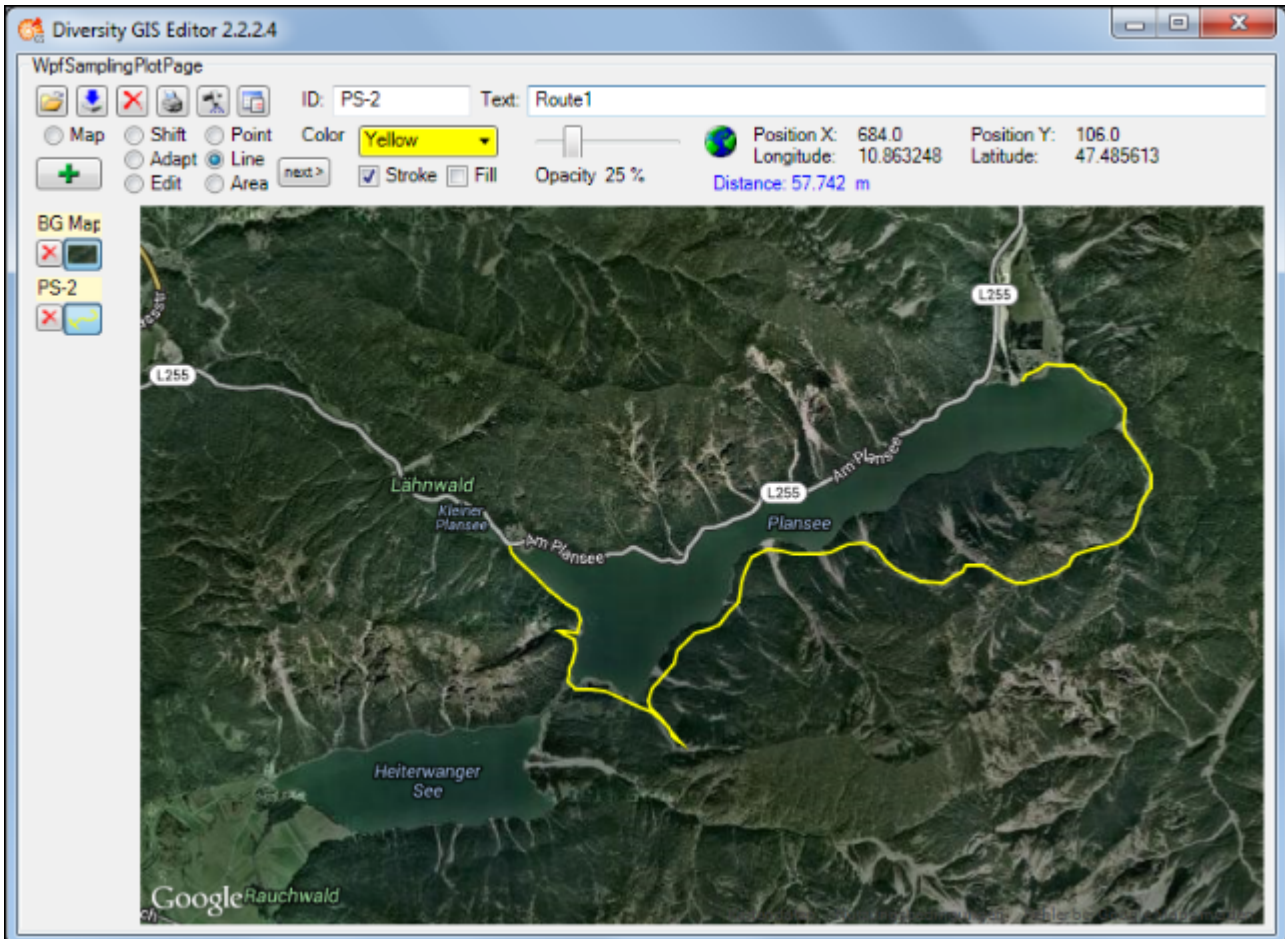 Diversity GIS Editor 2.2.2.4
WpfSamplingPlotPage
ID: PS-2 Text: Route1
Map Shift Point Color Yellow Position X: 684.0 Position Y: 106.0
Adapt Line next > Longitude: 10.863248 Latitude: 47.485613
Edit Area Stroke Fill Opacity 25 % Distance: 57.742 m
BG Map
PS-2
L255
L255
Lähnwald
Kleiner
Plansee
Am Plansee
L255
Am Plansee
Plansee
Heiterwanger
See
Google Rauchwald